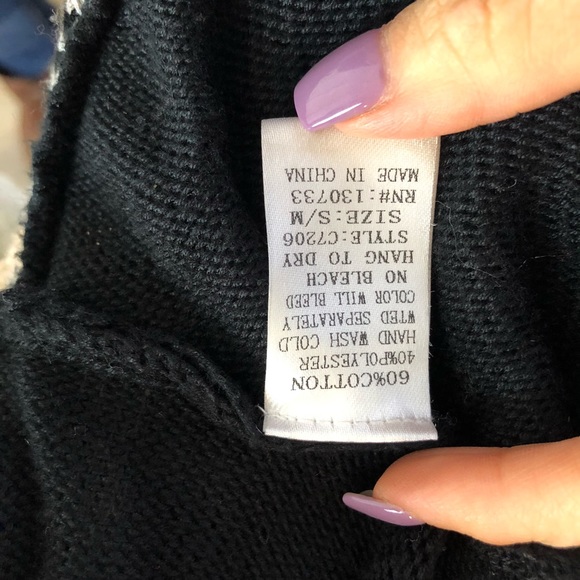 60%COTTON
40%POLYESTER
HAND WASH COLD
WTED SEPARATELY
COLOR WILL BLEED
NO BLEACH
HANG TO DRY
STYLE:C7206
SIZE:S/M
RN#:130733
MADE IN CHINA